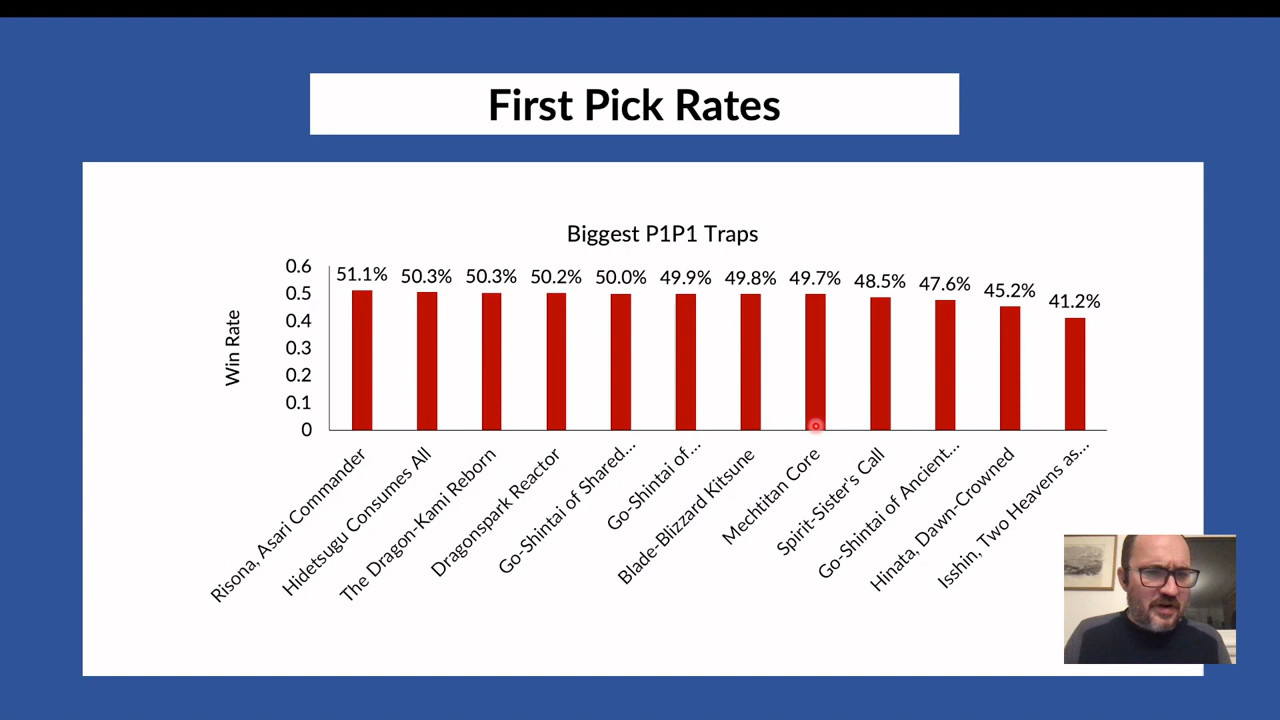 First Pick Rates
Biggest P1P1 Traps
Win Rate
0.6
0.5
0.4
0.3
0.2
0.1
0
51.1%
50.3%
50.3%
50.2%
50.0%
49.9%
49.8%
49.7%
48.5%
47.6%
45.2%
41.2%
Risona, Asari Commander
Hidetsugu Consumes All
The Dragon-Kami Reborn
Dragonspark Reactor
Go-Shintai of Shared...
Go-Shintai of...
Blade-Blizzard Kitsune
Mechtitan Core
Spirit-Sister's Call
Go-Shintai of Ancient...
Hinata, Dawn-Crowned
Isshin, Two Heavens as...